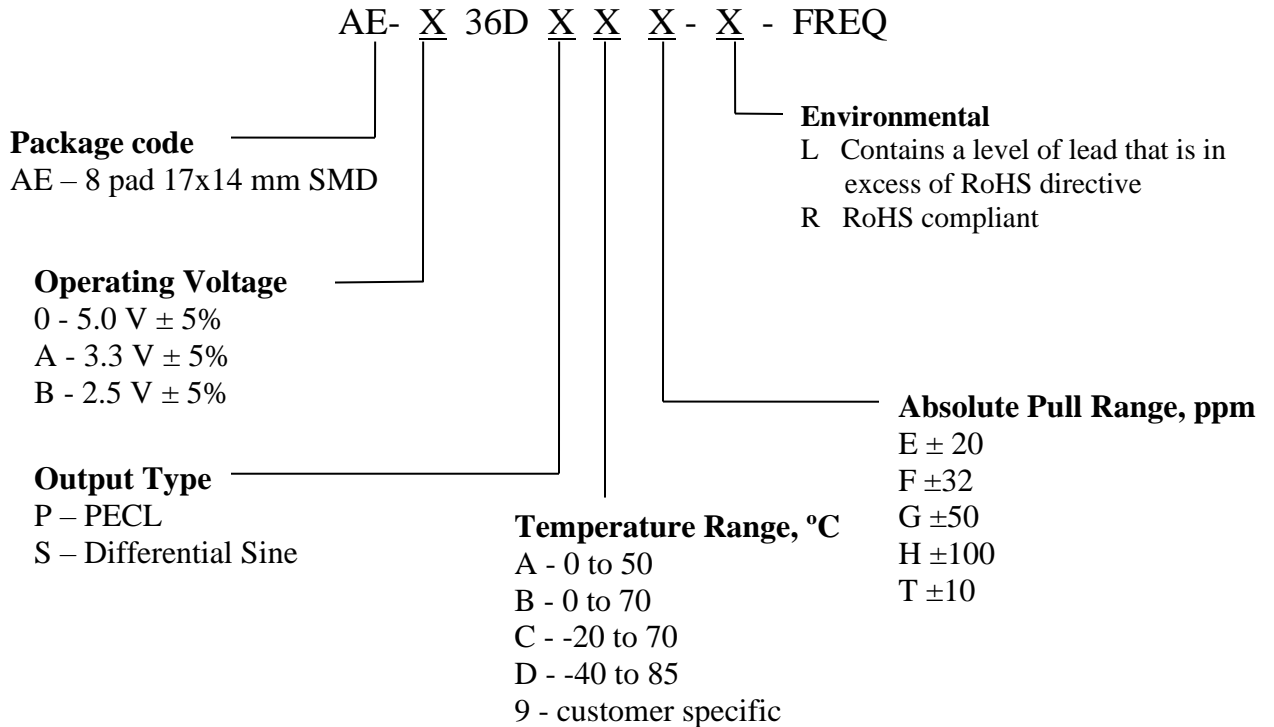 AE- X 36D X X X - X - FREQ
Package code
AE – 8 pad 17x14 mm SMD
Environmental
L Contains a level of lead that is in
excess of RoHS directive
R RoHS compliant
Operating Voltage
0 - 5.0 V ± 5%
A - 3.3 V ± 5%
B - 2.5 V ± 5%
Output Type
P – PECL
S – Differential Sine
Temperature Range, ºC
A - 0 to 50
B - 0 to 70
C - -20 to 70
D - -40 to 85
9 - customer specific
Absolute Pull Range, ppm
E ± 20
F ±32
G ±50
H ±100
T ±10